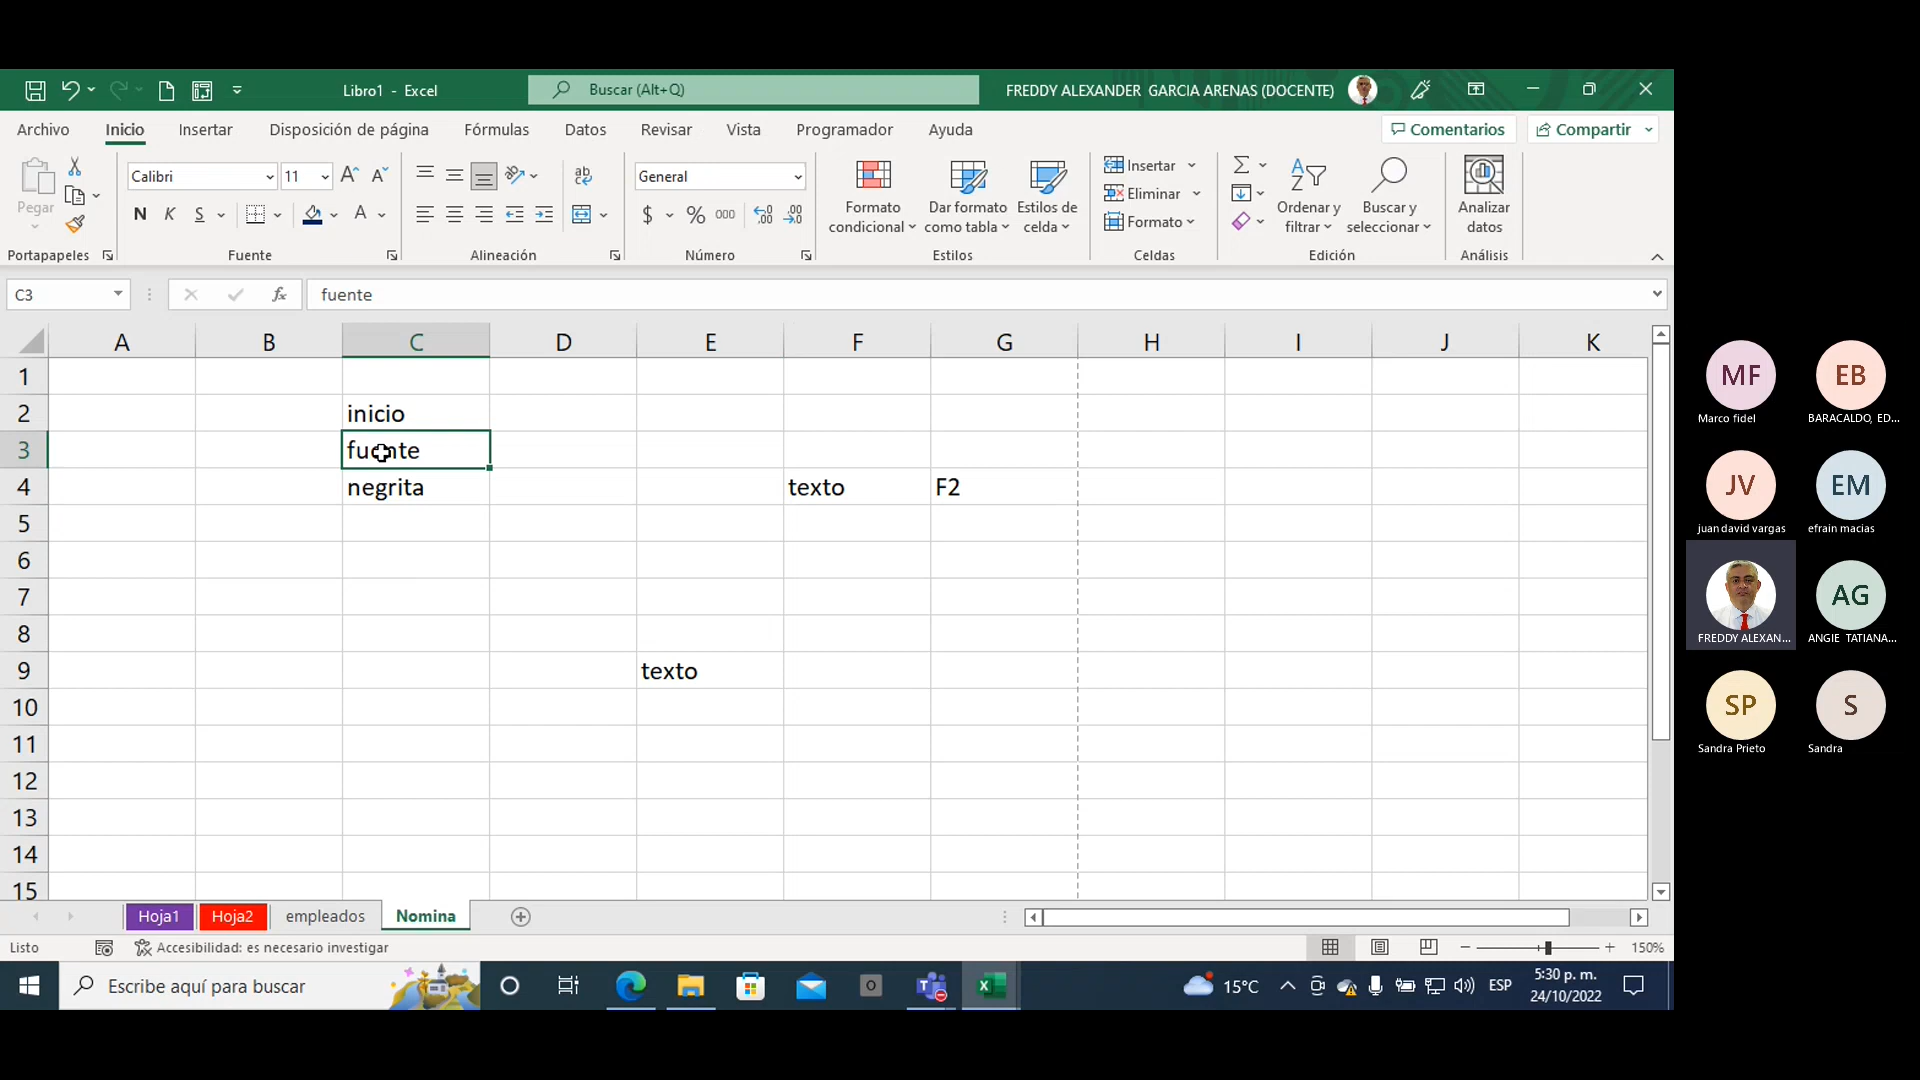 Libro1 - Excel
Buscar (Alt+Q)
FREDDY ALEXANDER GARCIA ARENAS (DOCENTE)
Archivo Inicio Insertar Disposición de página Fórmulas Datos Revisar Vista Programador Ayuda
Comentarios Compartir
Pegar
Calibri 11
N K S
A A
A
ab
General
$ % 000
Formato condicional
Dar formato como tabla
Estilos de celda
Insertar
Eliminar
Formato
Ordenar y filtrar
Buscar y seleccionar
Analizar datos
Portapapeles Fuente Alineación Número Estilos Celdas Edición Análisis
C3 fx fuente
A B C D E F G H I J K
1
2 inicio
3 fuente
4 negrita texto F2
5
6
7
8
9 texto
10
11
12
13
14
15
Hoja1 Hoja2 empleados Nomina
Listo Accesibilidad: es necesario investigar 150%
Escribe aquí para buscar
15°C ESP
5:30 p. m.
24/10/2022
MF EB
Marco fidel BARACALDO, ED...
JV EM
juan david vargas efrain macias
AG
FREDDY ALEXAN... ANGIE TATIANA...
SP S
Sandra Prieto Sandra